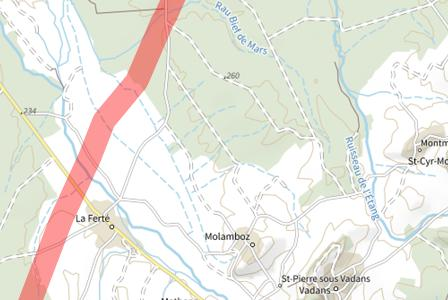 Rau Bief de Mars
260
234
Ruisseau de l'Étang
St-Cyr-Mo
La Ferté
Molamboz
St-Pierre sous Vadans
Vadans